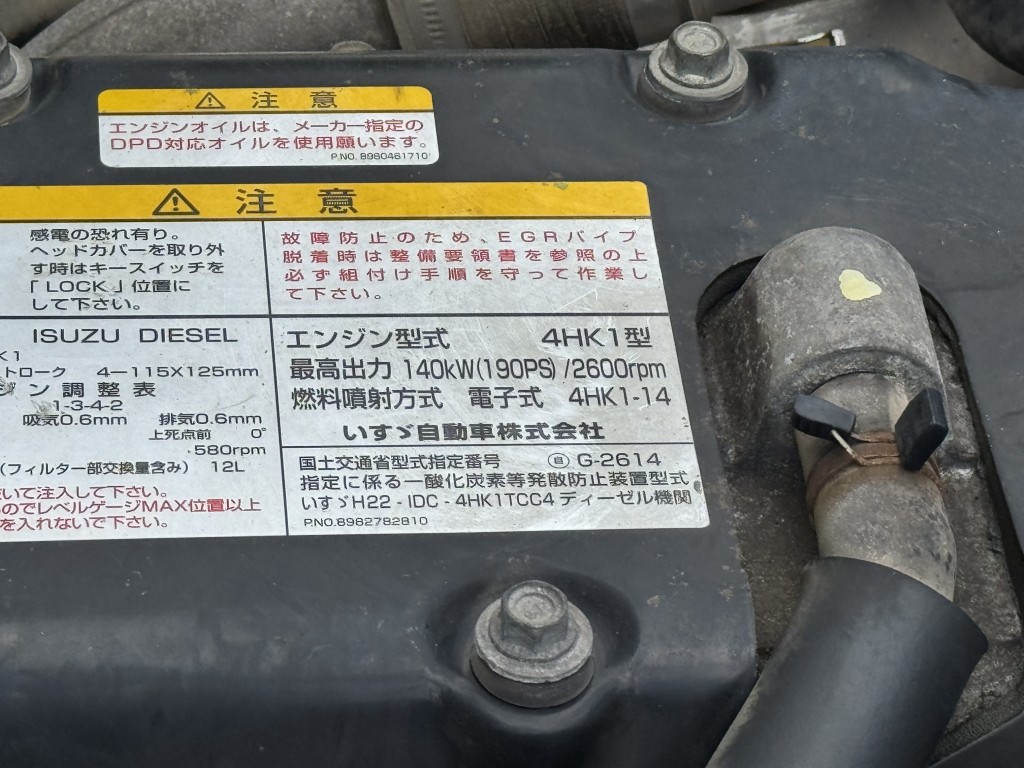 注意
エンジンオイルは、メーカー指定の
DPD対応オイルを使用願います。
P.NO. 8980461710
注意
感電の恐れ有り。
ヘッドカバーを取り外
す時はキースイッチを
「LOCK」位置に
して下さい。
故障防止のため、EGRパイプ
脱着時は整備要領書を参照の上
必ず組付け手順を守って作業し
て下さい。
ISUZU DIESEL
K1
トローク 4-115X125mm
ジン調整表
1-3-4-2
吸気0.6mm 排気0.6mm
上死点前 0°
580rpm
(フィルター部交換量含み) 12L
いて注入して下さい。
のでレベルゲージMAX位置以上
を入れないで下さい。
エンジン型式 4HK1型
最高出力 140kW(190PS)/2600rpm
燃料噴射方式 電子式 4HK1-14
いすゞ自動車株式会社
国土交通省型式指定番号 自 G-2614
指定に係る一酸化炭素等発散防止装置型式
いすゞH22-IDC-4HK1TCC4ディーゼル機関
P.NO.8982782810